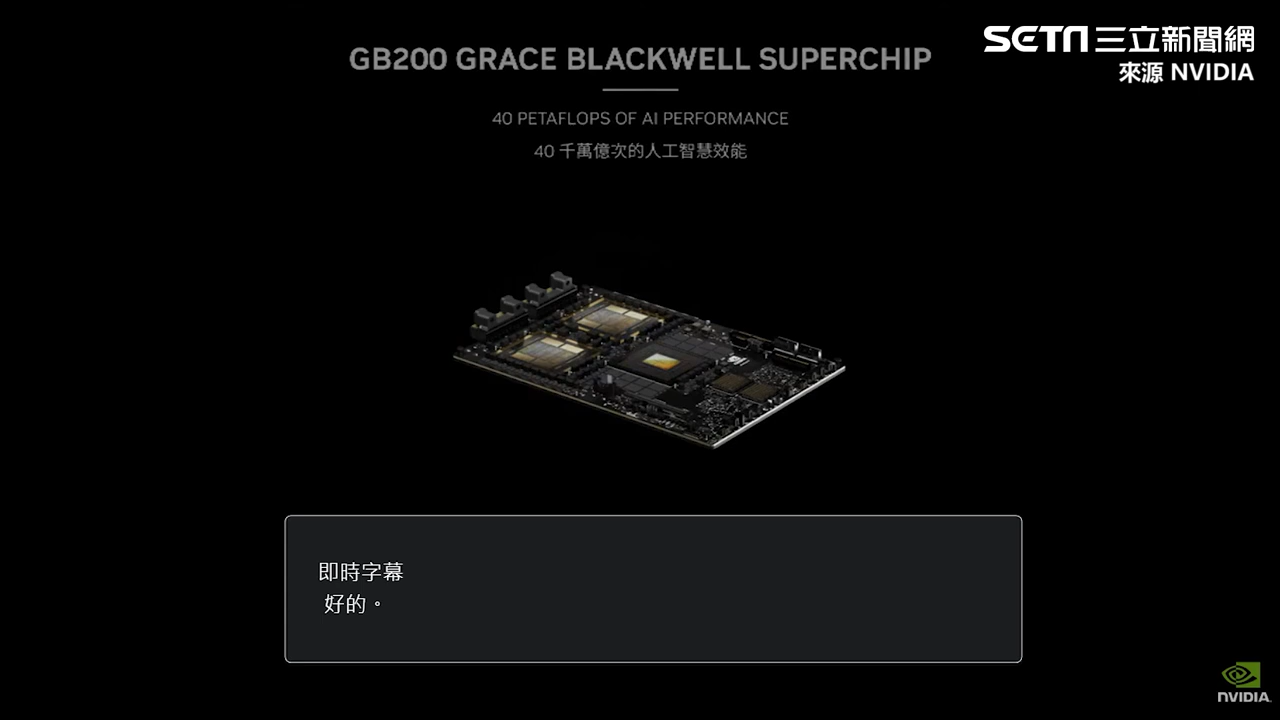 GB200 GRACE BLACKWELL SUPERCHIP
40 PETAFLOPS OF AI PERFORMANCE
40 千萬億次的人工智慧效能
SETN三立新聞網
來源 NVIDIA
即時字幕
好的。
NVIDIA.